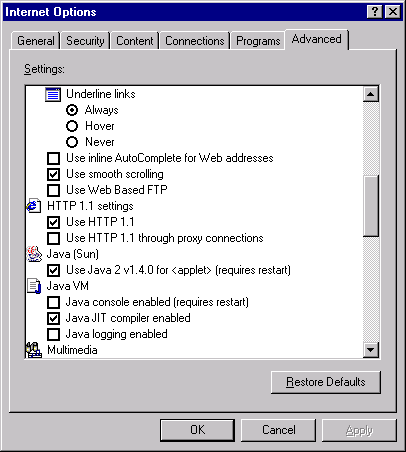 Internet Options
General Security Content Connections Programs Advanced
Settings:
Underline links
Always
Hover
Never
Use inline AutoComplete for Web addresses
Use smooth scrolling
Use Web Based FTP
HTTP 1.1 settings
Use HTTP 1.1
Use HTTP 1.1 through proxy connections
Java (Sun)
Use Java 2 v1.4.0 for <applet> (requires restart)
Java VM
Java console enabled (requires restart)
Java JIT compiler enabled
Java logging enabled
Multimedia
Restore Defaults
OK Cancel Apply